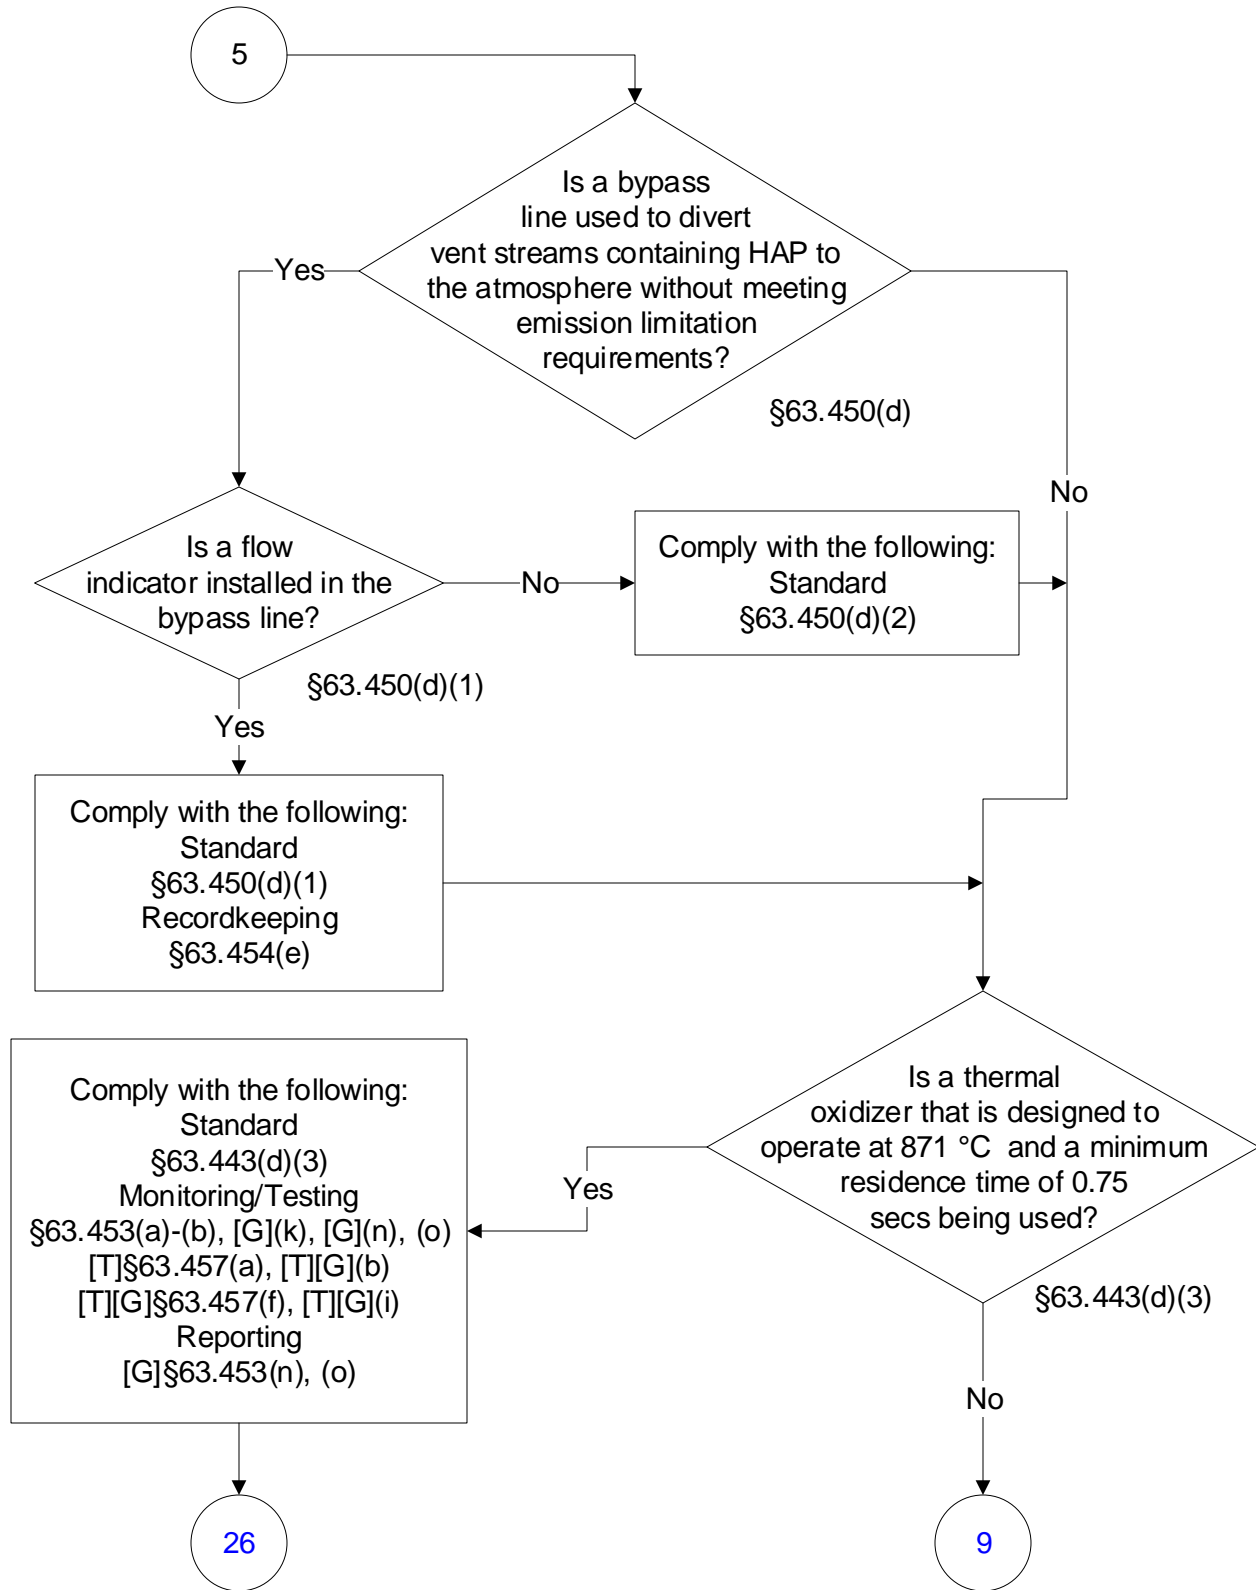 5
Is a bypass
line used to divert
vent streams containing HAP to
the atmosphere without meeting
emission limitation
requirements?
§63.450(d)
Yes
No
Is a flow
indicator installed in the
bypass line?
§63.450(d)(1)
No
Comply with the following:
Standard
§63.450(d)(2)
Yes
Comply with the following:
Standard
§63.450(d)(1)
Recordkeeping
§63.454(e)
Is a thermal
oxidizer that is designed to
operate at 871 °C and a minimum
residence time of 0.75
secs being used?
§63.443(d)(3)
Yes
Comply with the following:
Standard
§63.443(d)(3)
Monitoring/Testing
§63.453(a)-(b), [G](k), [G](n), (o)
[T]§63.457(a), [T][G](b)
[T][G]§63.457(f), [T][G](i)
Reporting
[G]§63.453(n), (o)
No
26
9